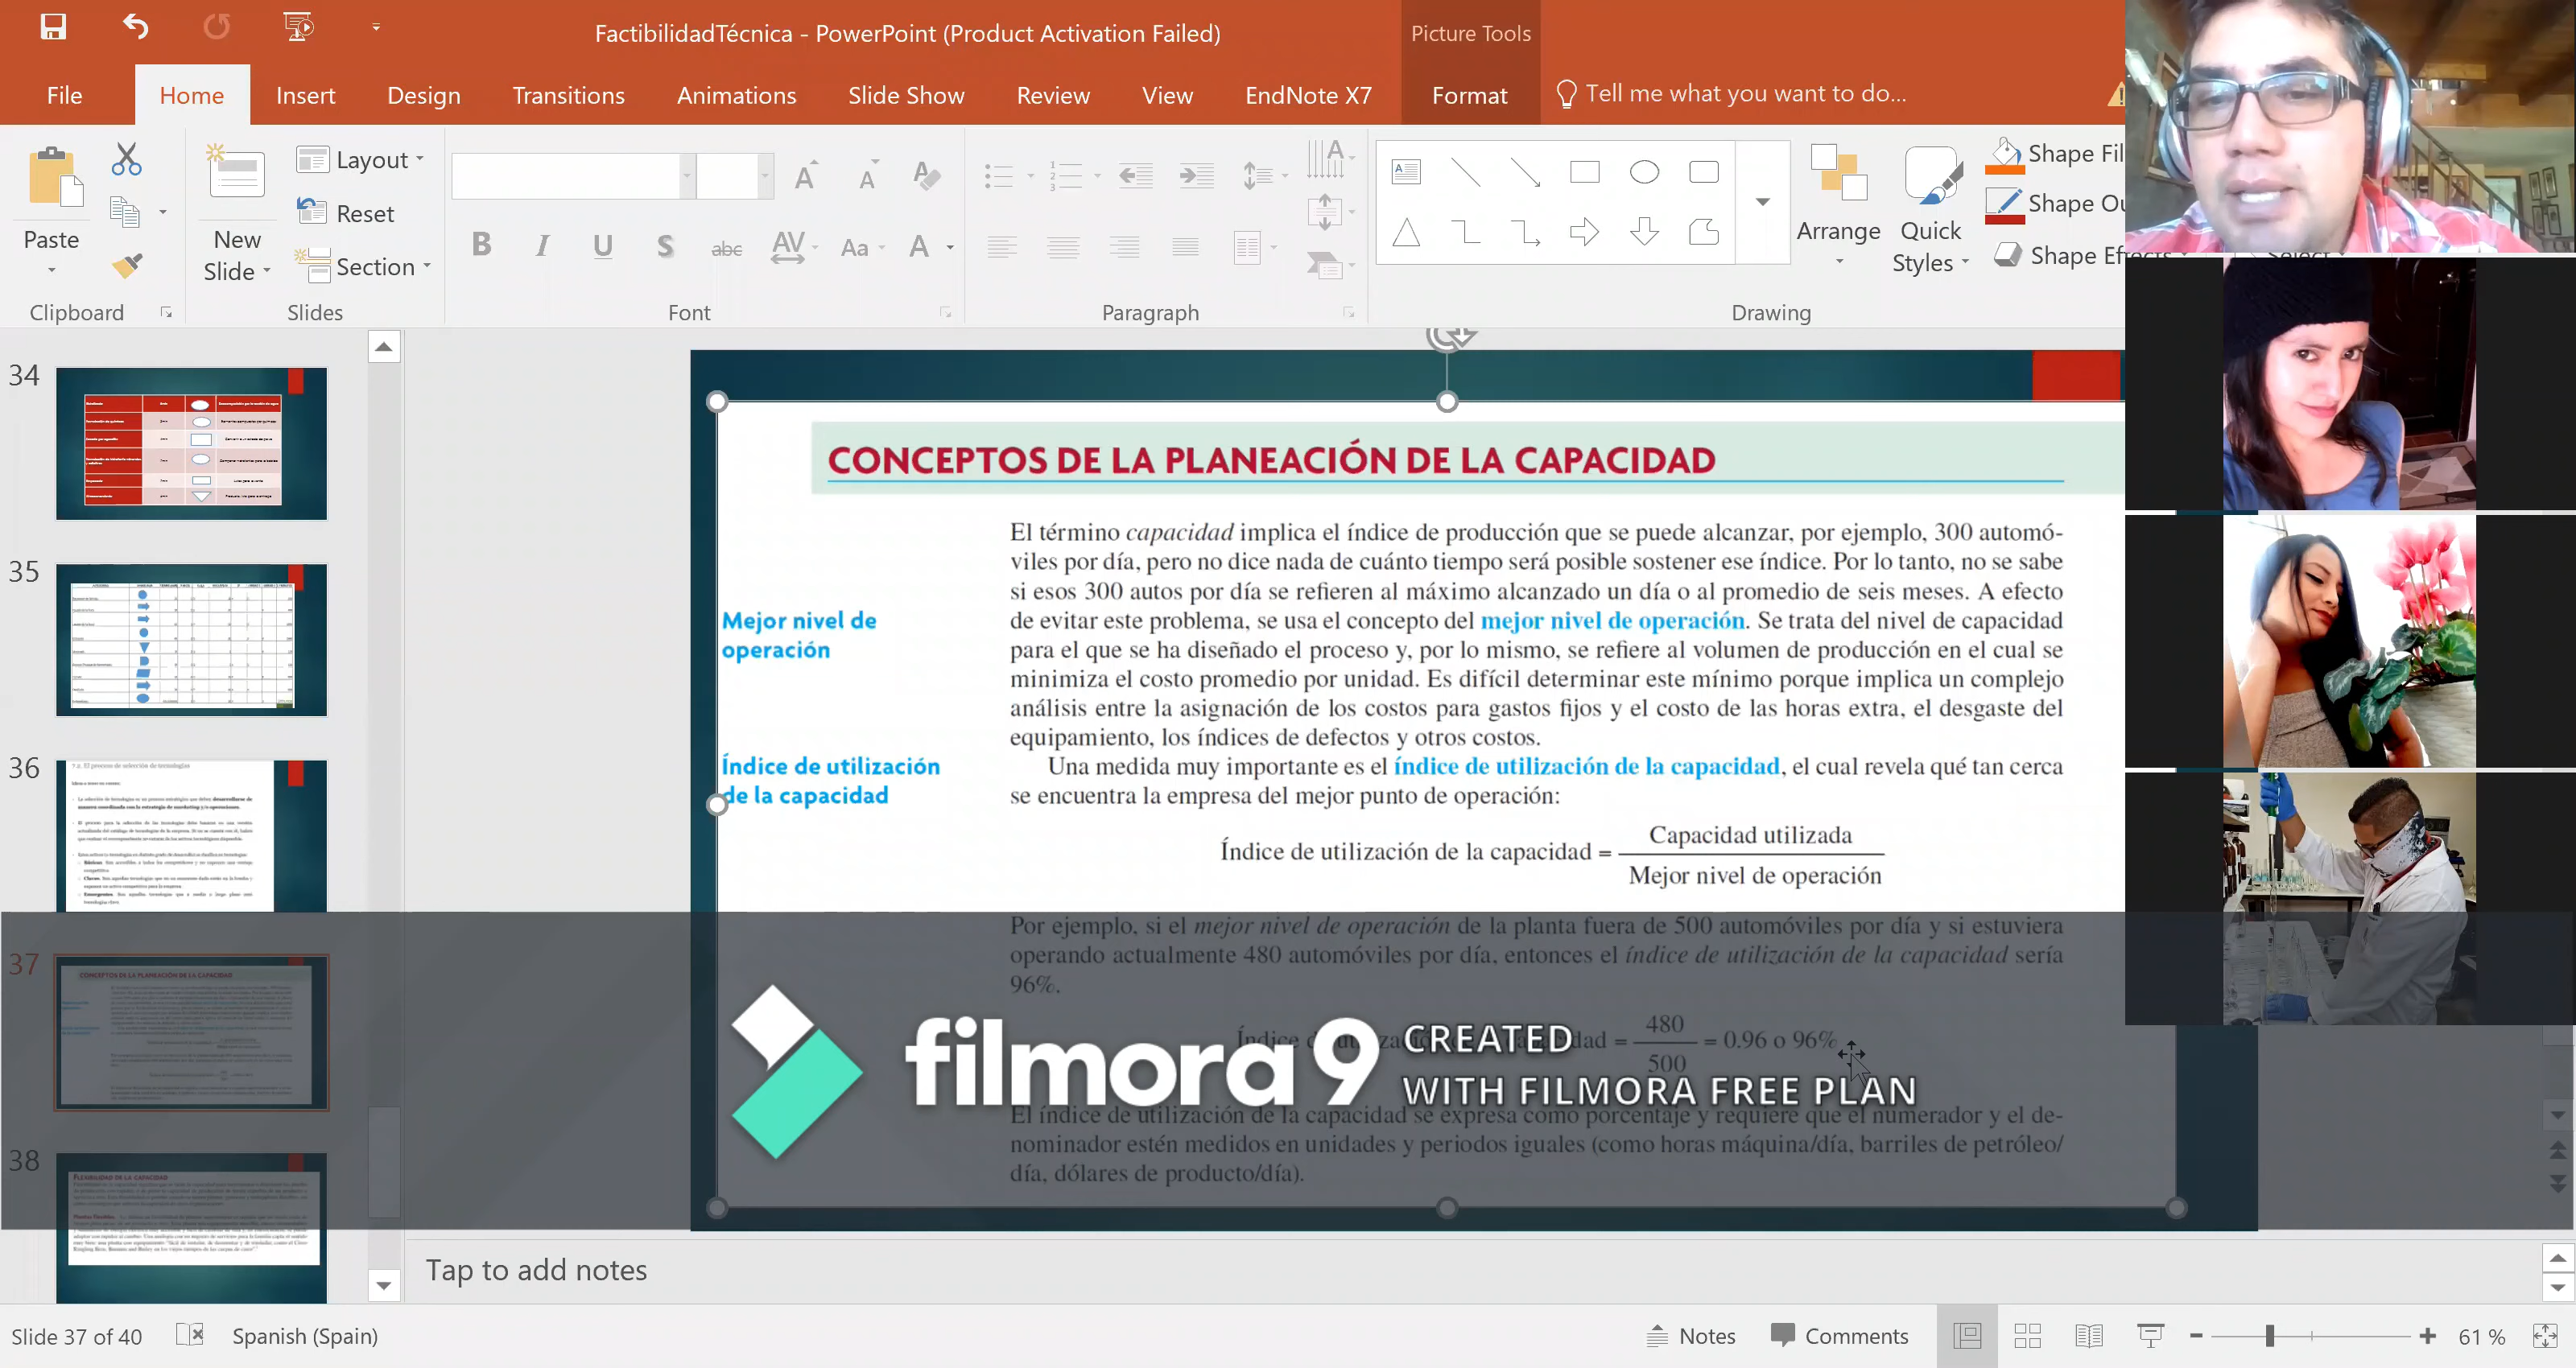 FactibilidadTécnica - PowerPoint (Product Activation Failed)
Picture Tools
File
Home
Insert
Design
Transitions
Animations
Slide Show
Review
View
EndNote X7
Format
Tell me what you want to do...
Paste
New
Slide
Layout
Reset
Section
Shape Fil
Shape Ou
Shape Effects
Arrange
Quick
Styles
Clipboard
Slides
Font
Paragraph
Drawing
34
35
36
37
38
CONCEPTOS DE LA PLANEACIÓN DE LA CAPACIDAD
El término capacidad implica el índice de producción que se puede alcanzar, por ejemplo, 300 automó-
viles por día, pero no dice nada de cuánto tiempo será posible sostener ese índice. Por lo tanto, no se sabe
si esos 300 autos por día se refieren al máximo alcanzado un día o al promedio de seis meses. A efecto
Mejor nivel de
operación
de evitar este problema, se usa el concepto del mejor nivel de operación. Se trata del nivel de capacidad
para el que se ha diseñado el proceso y, por lo mismo, se refiere al volumen de producción en el cual se
minimiza el costo promedio por unidad. Es difícil determinar este mínimo porque implica un complejo
análisis entre la asignación de los costos para gastos fijos y el costo de las horas extra, el desgaste del
equipamiento, los índices de defectos y otros costos.
Índice de utilización
de la capacidad
Una medida muy importante es el índice de utilización de la capacidad, el cual revela qué tan cerca
se encuentra la empresa del mejor punto de operación:
Índice de utilización de la capacidad = Capacidad utilizada
Mejor nivel de operación
Por ejemplo, si el mejor nivel de operación de la planta fuera de 500 automóviles por día y si estuviera
operando actualmente 480 automóviles por día, entonces el índice de utilización de la capacidad sería
96%.
480
500
= 0.96 o 96%
filmora9
CREATED
WITH FILMORA FREE PLAN
El índice de utilización de la capacidad se expresa como porcentaje y requiere que el numerador y el de-
nominador estén medidos en unidades y periodos iguales (como horas máquina/día, barriles de petróleo/
día, dólares de producto/día).
Tap to add notes
Slide 37 of 40
Spanish (Spain)
Notes
Comments
61 %